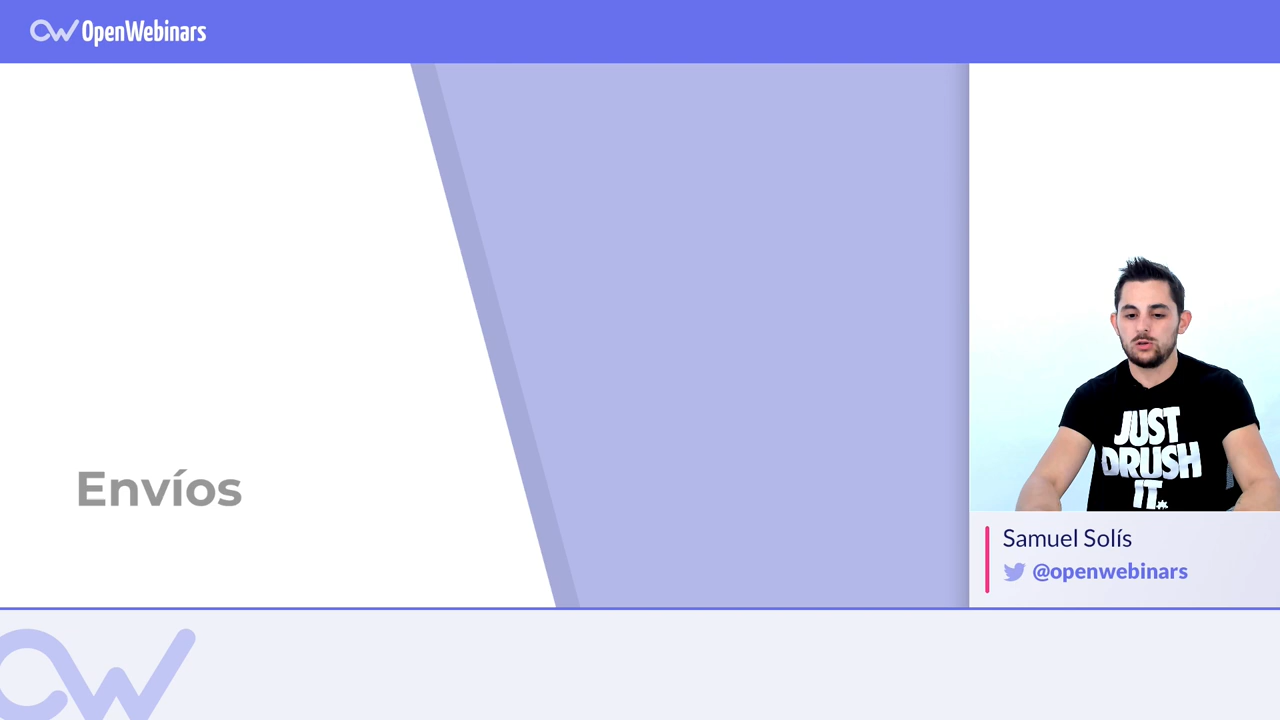 OpenWebinars
Envíos
JUST
DRUSH
IT.
Samuel Solís
@openwebinars